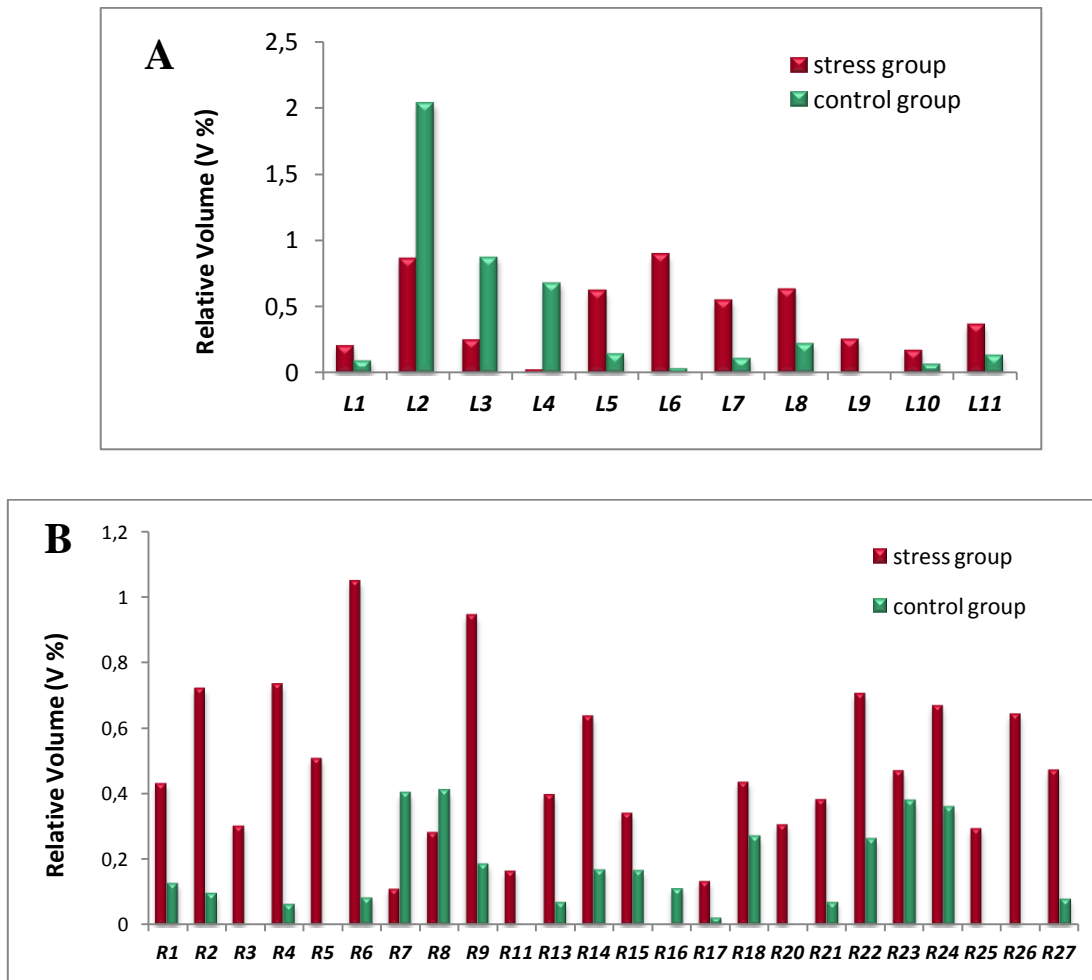 A
Relative Volume (V %)
2,5
2
1,5
1
0,5
0
stress group
control group
L1 L2 L3 L4 L5 L6 L7 L8 L9 L10 L11
B
Relative Volume (V %)
1,2
1
0,8
0,6
0,4
0,2
0
stress group
control group
R1 R2 R3 R4 R5 R6 R7 R8 R9 R11 R13 R14 R15 R16 R17 R18 R20 R21 R22 R23 R24 R25 R26 R27